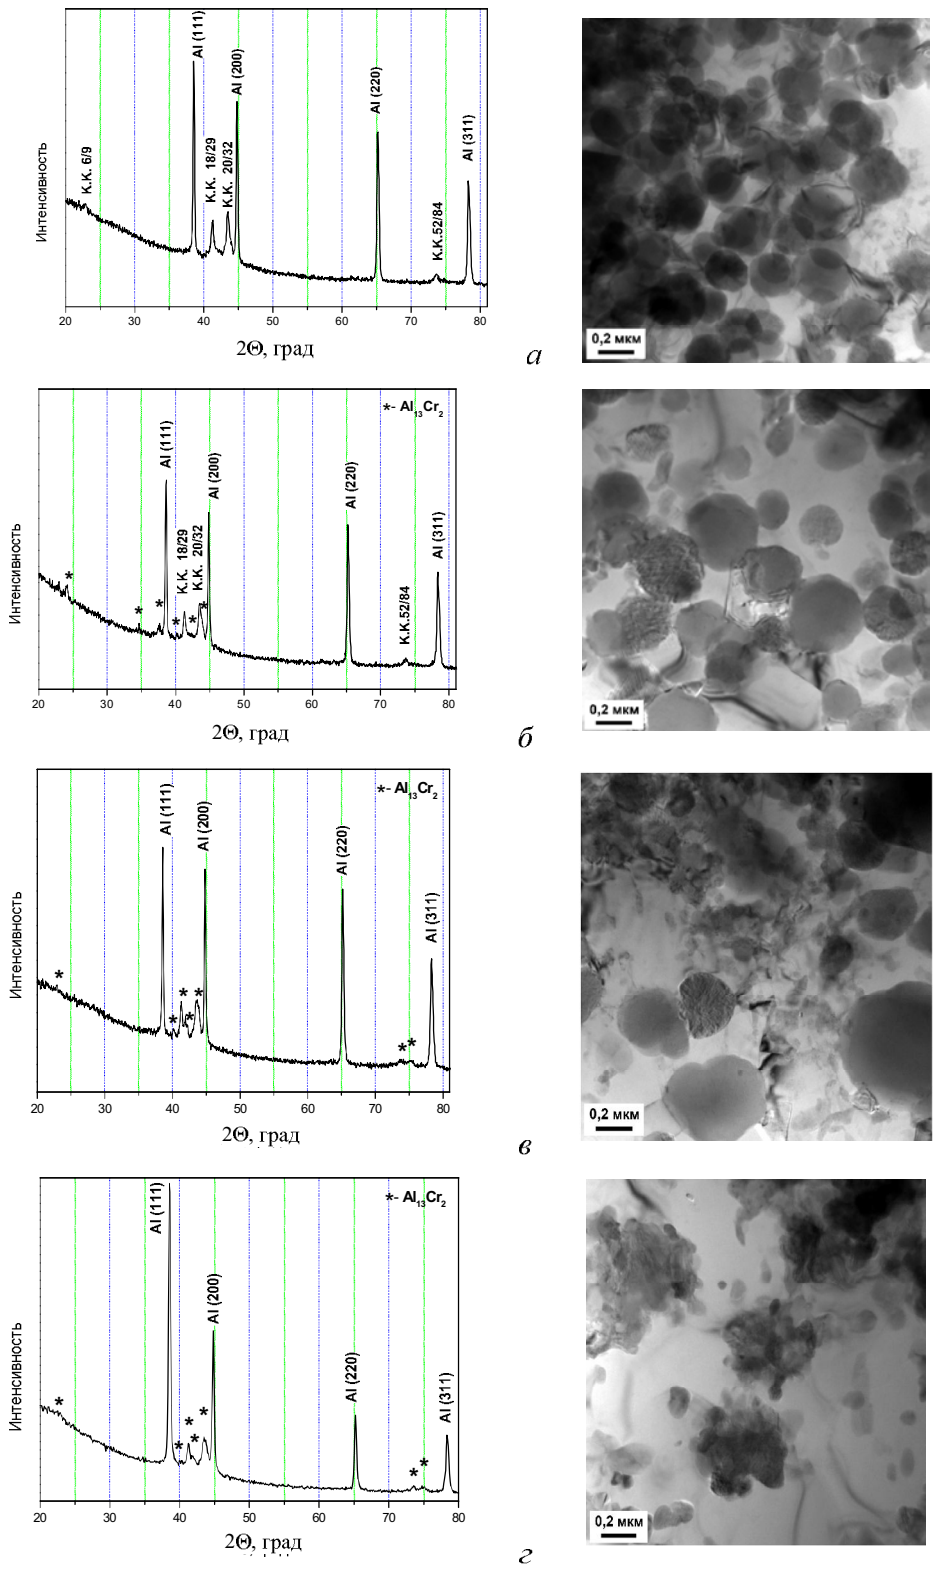 Интенсивность
К.К. 6/9
Al (111)
К.К. 18/29
К.К. 20/32
Al (200)
Al (220)
К.К.52/84
Al (311)
20 30 40 50 60 70 80
2Θ, град
а
0,2 мкм
Интенсивность
*- Al13Cr2
*
*
*
Al (111)
*
К.К. 18/29
*
К.К. 20/32
*
Al (200)
Al (220)
К.К.52/84
Al (311)
20 30 40 50 60 70 80
2Θ, град
б
0,2 мкм
Интенсивность
*- Al13Cr2
*
Al (111)
*
*
*
*
Al (200)
Al (220)
*
*
Al (311)
20 30 40 50 60 70 80
2Θ, град
в
0,2 мкм
Интенсивность
*- Al13Cr2
*
Al (111)
*
*
*
*
Al (200)
Al (220)
*
*
Al (311)
20 30 40 50 60 70 80
2Θ, град
г
0,2 мкм